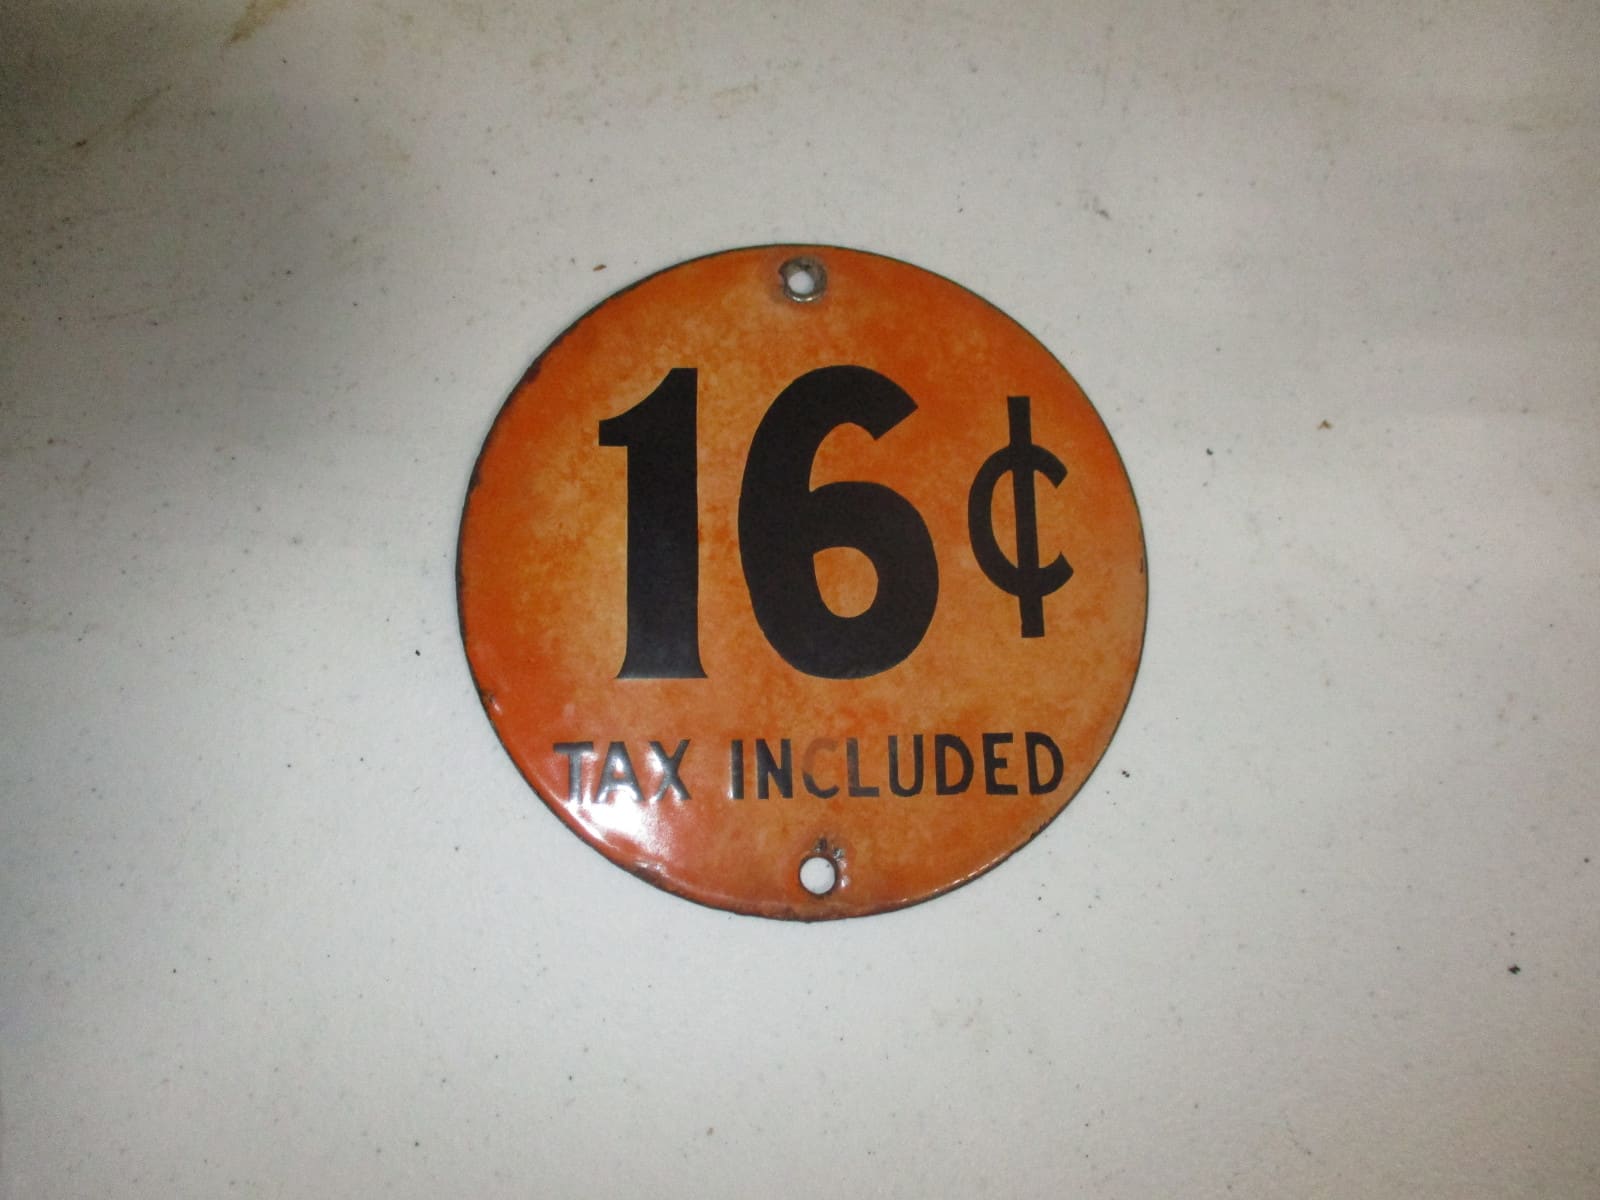 16¢
TAX INCLUDED